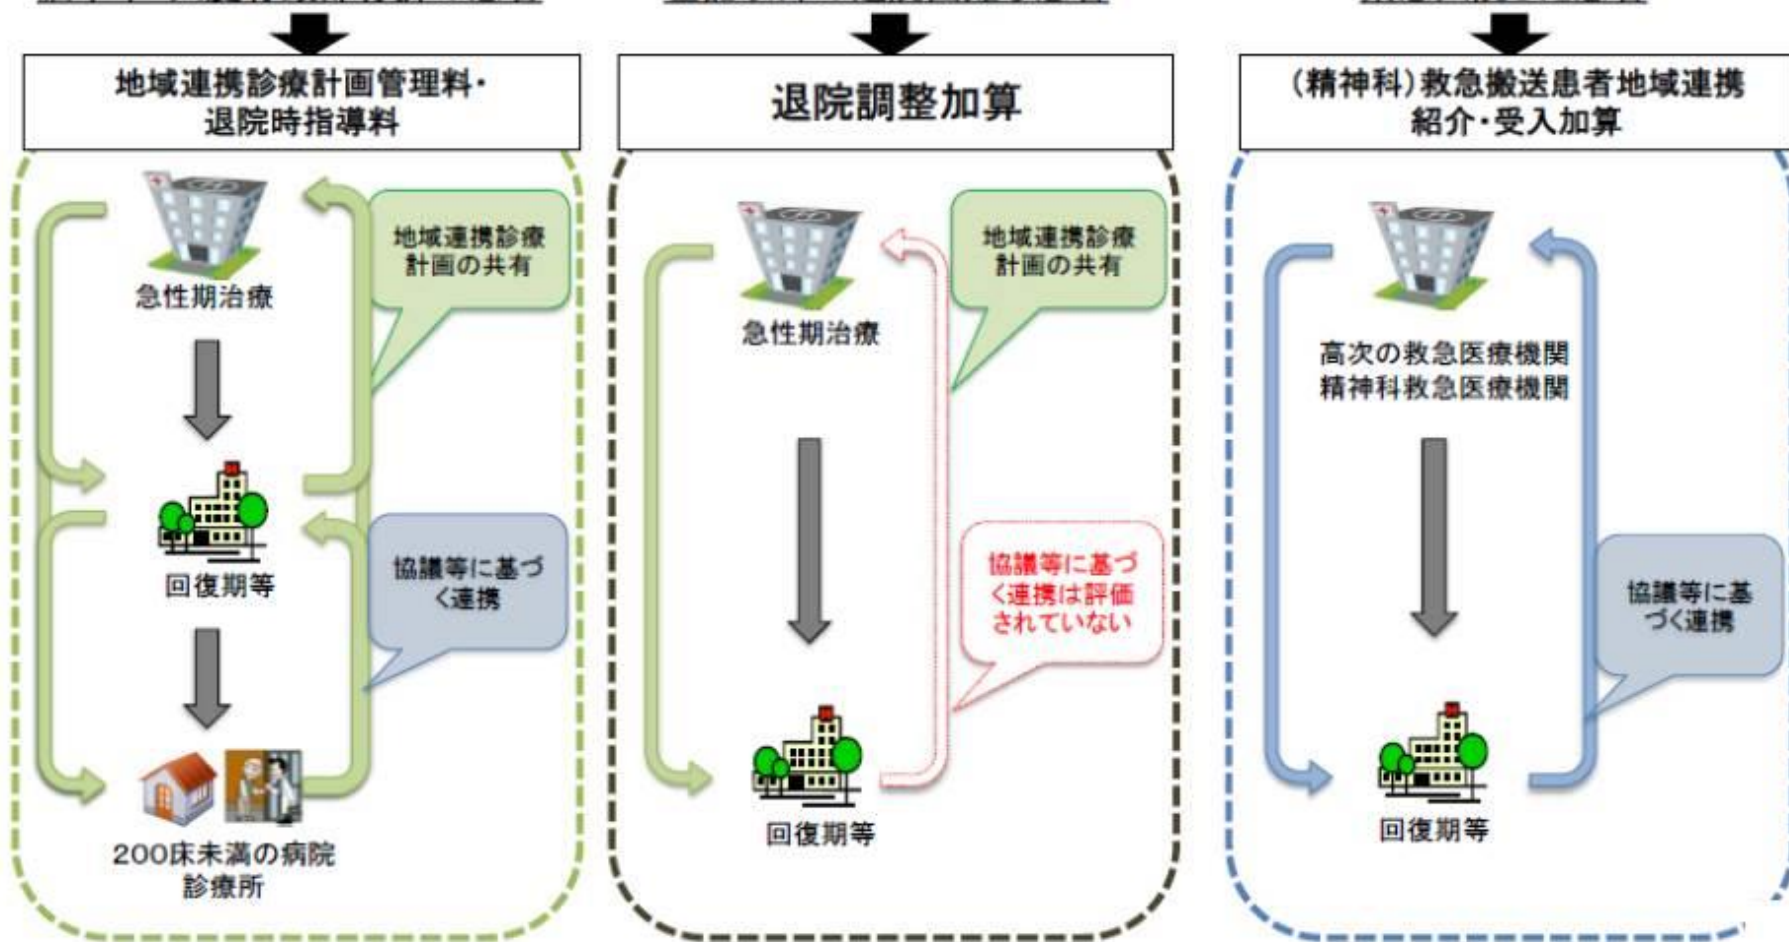 地域連携診療計画管理料・
退院時指導料
急性期治療
地域連携診療
計画の共有
回復期等
協議等に基づ
く連携
200床未満の病院
診療所
退院調整加算
急性期治療
地域連携診療
計画の共有
協議等に基づ
く連携は評価
されていない
回復期等
(精神科)救急搬送患者地域連携
紹介・受入加算
高次の救急医療機関
精神科救急医療機関
協議等に基
づく連携
回復期等